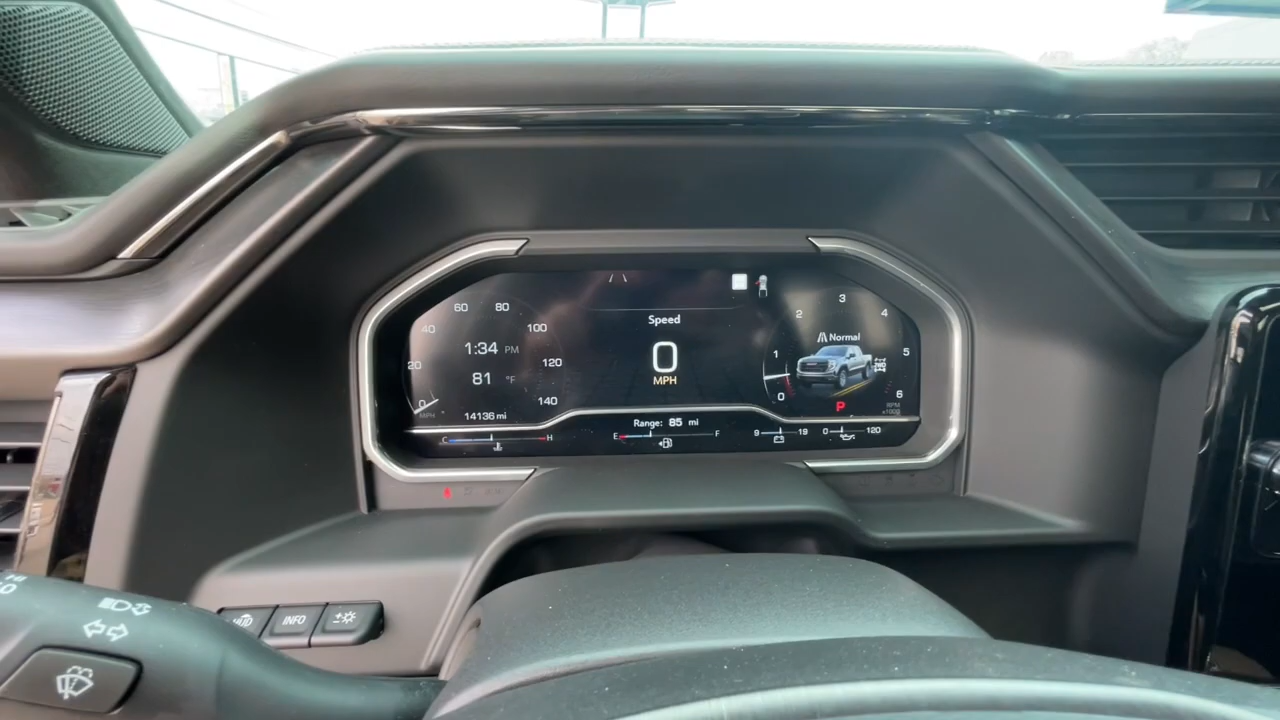 60 80
40 100
1:34 PM
20 120
81 °F
0 140
MPH
14136 mi
Speed
0
MPH
3
2 4
Normal
1 5
0 6
P
RPM
x1000
Range: 85 mi
C H
E F
9 19
0 120
HUD
INFO